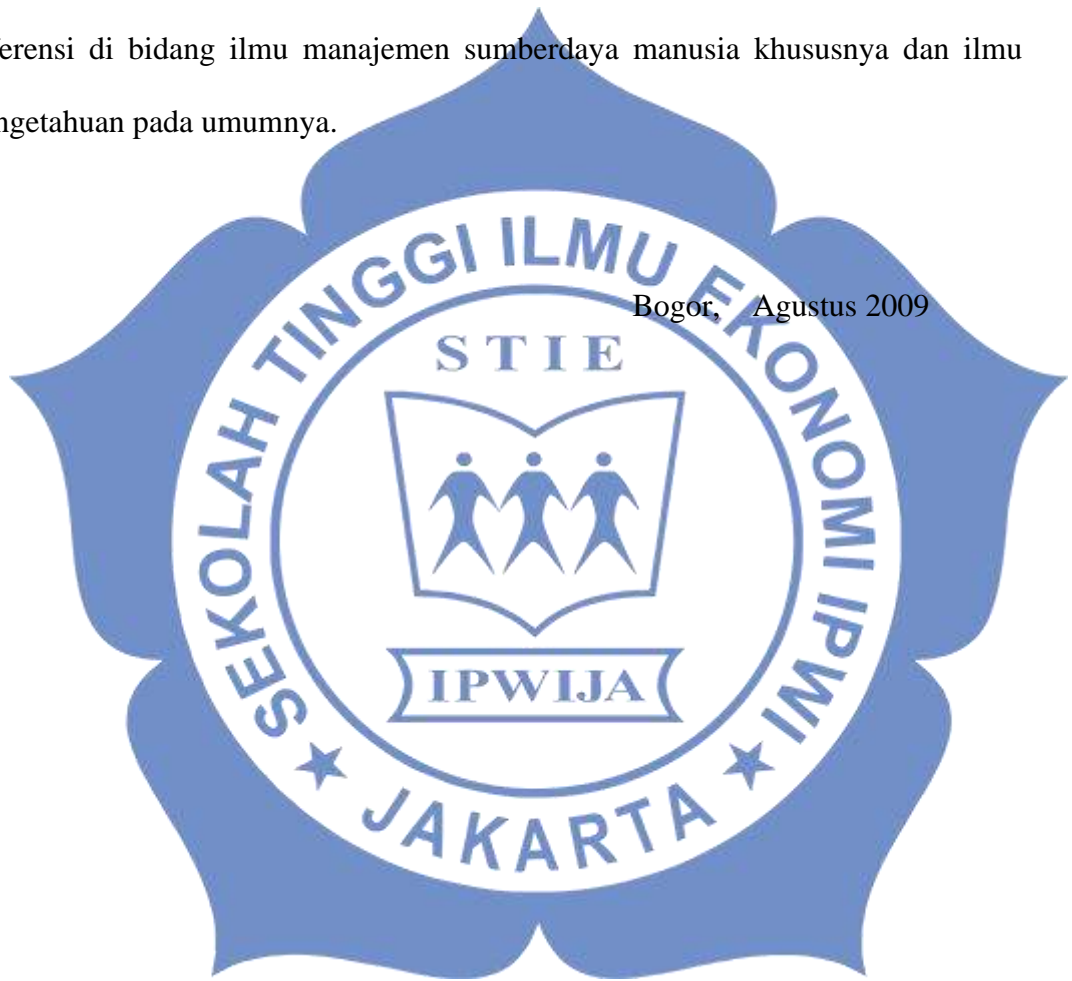 ferensi di bidang ilmu manajemen sumberdaya manusia khususnya dan ilmu
ngetahuan pada umumnya.
Bogor, Agustus 2009
SEKOLAH TINGGI ILMU EKONOMI IPWI
STIE
IPWIJA
★ JAKARTA ★